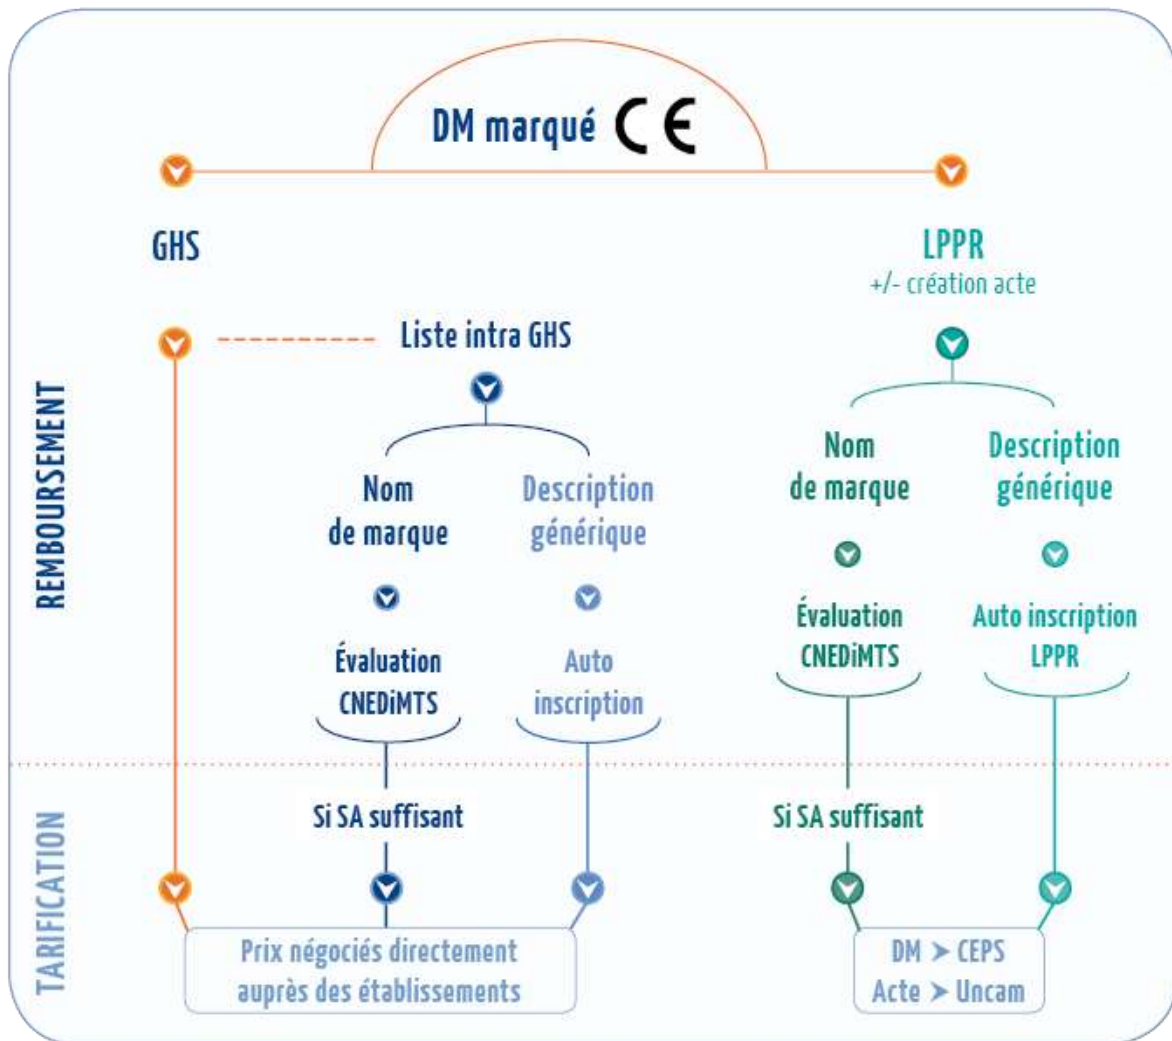 DM marqué CE
GHS
LPPR
+/- création acte
Liste intra GHS
REMBOURSEMENT
Nom
de marque
Description
générique
Nom
de marque
Description
générique
Évaluation
CNEDiMTS
Auto
inscription
Évaluation
CNEDiMTS
Auto inscription
LPPR
TARIFICATION
Si SA suffisant
Si SA suffisant
Prix négociés directement
auprès des établissements
DM ➤ CEPS
Acte ➤ Uncam